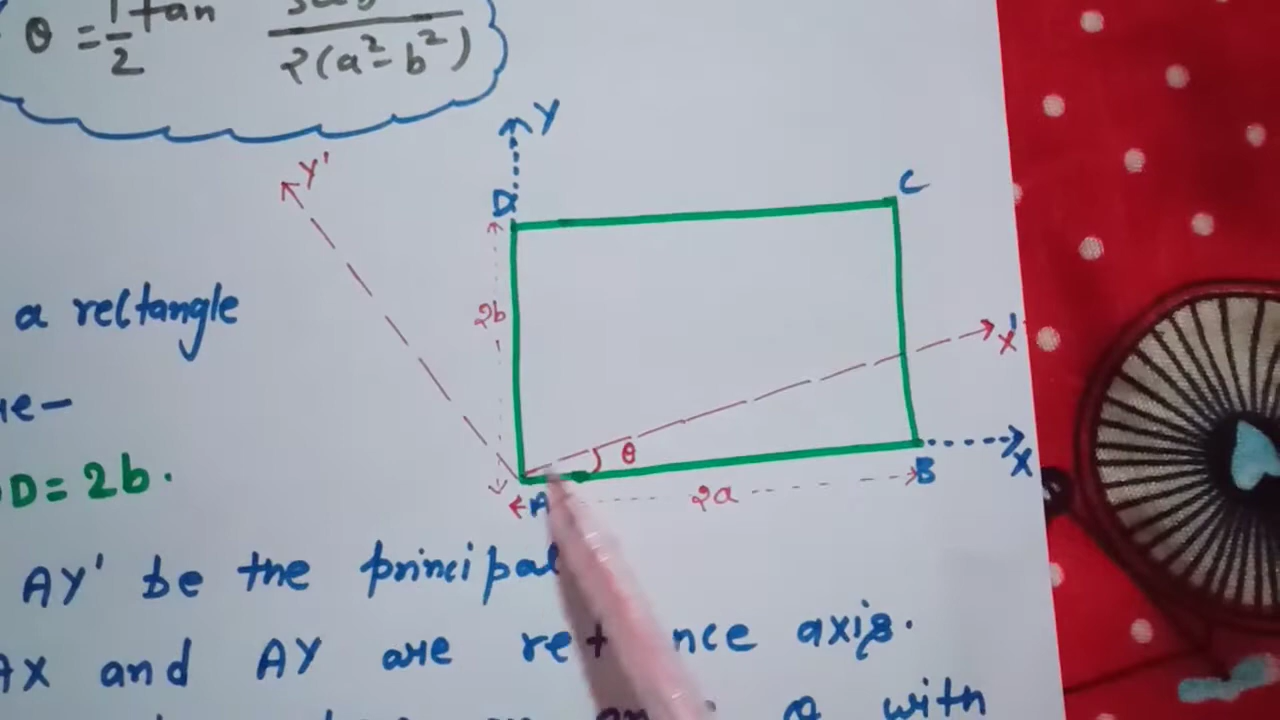 θ = 1/2 tan
2(a²-b²)
Y
Y'
D
C
a rectangle
2b
X'
θ
X
A
2a
B
D = 2b.
AY' be the principal
AX and AY are ref nce axis.
θ with